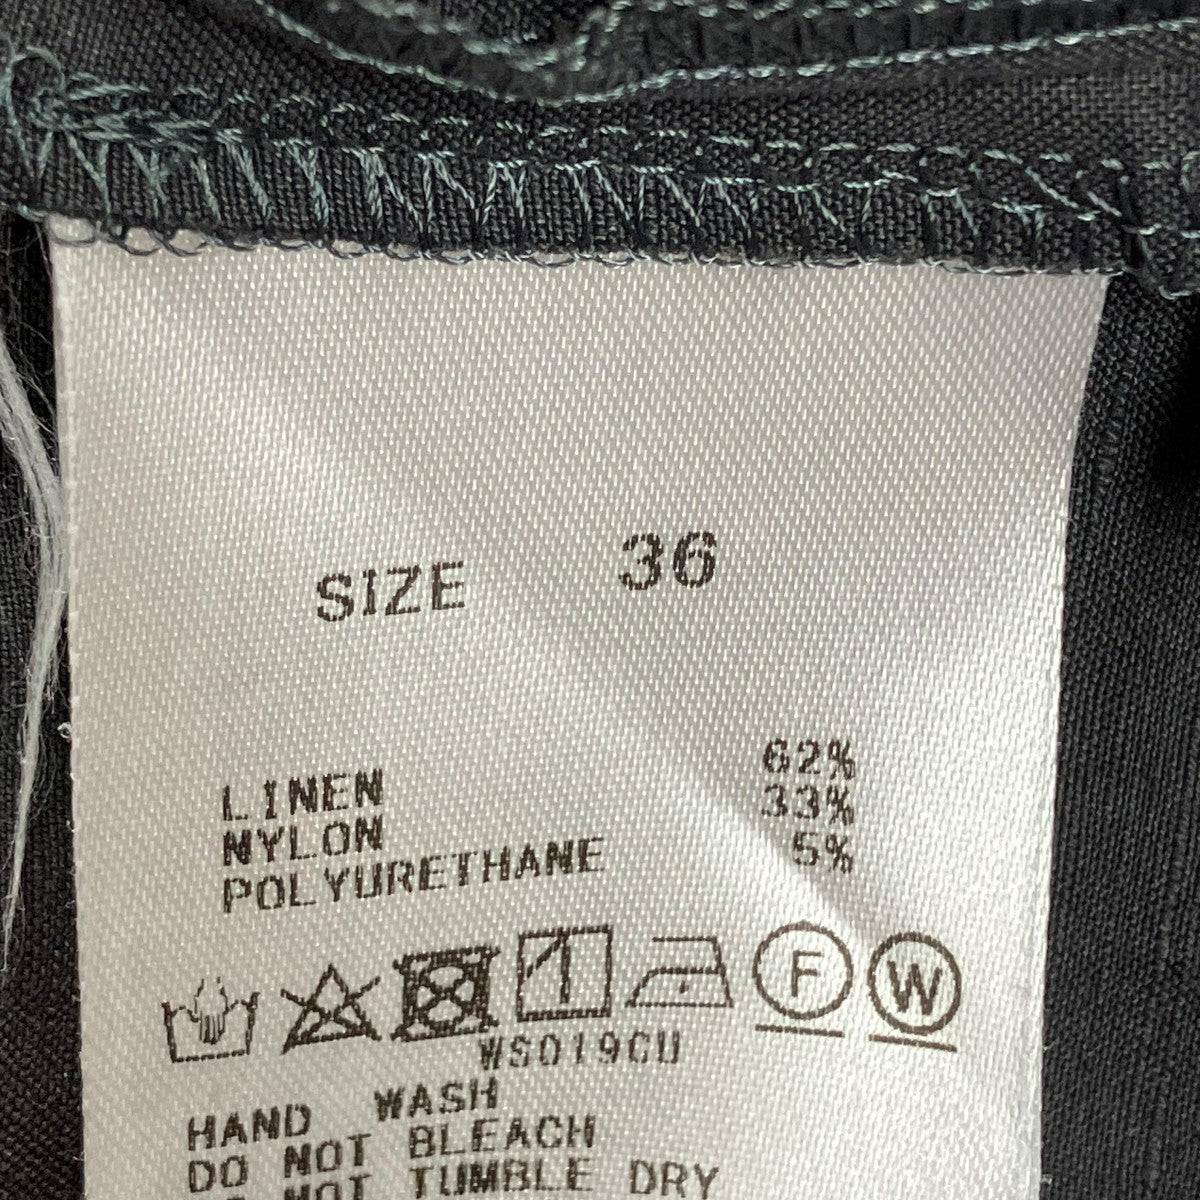 SIZE 36
LINEN 62%
NYLON 33%
POLYURETHANE 5%
F W
WS019CU
HAND WASH
DO NOT BLEACH
DO NOT TUMBLE DRY